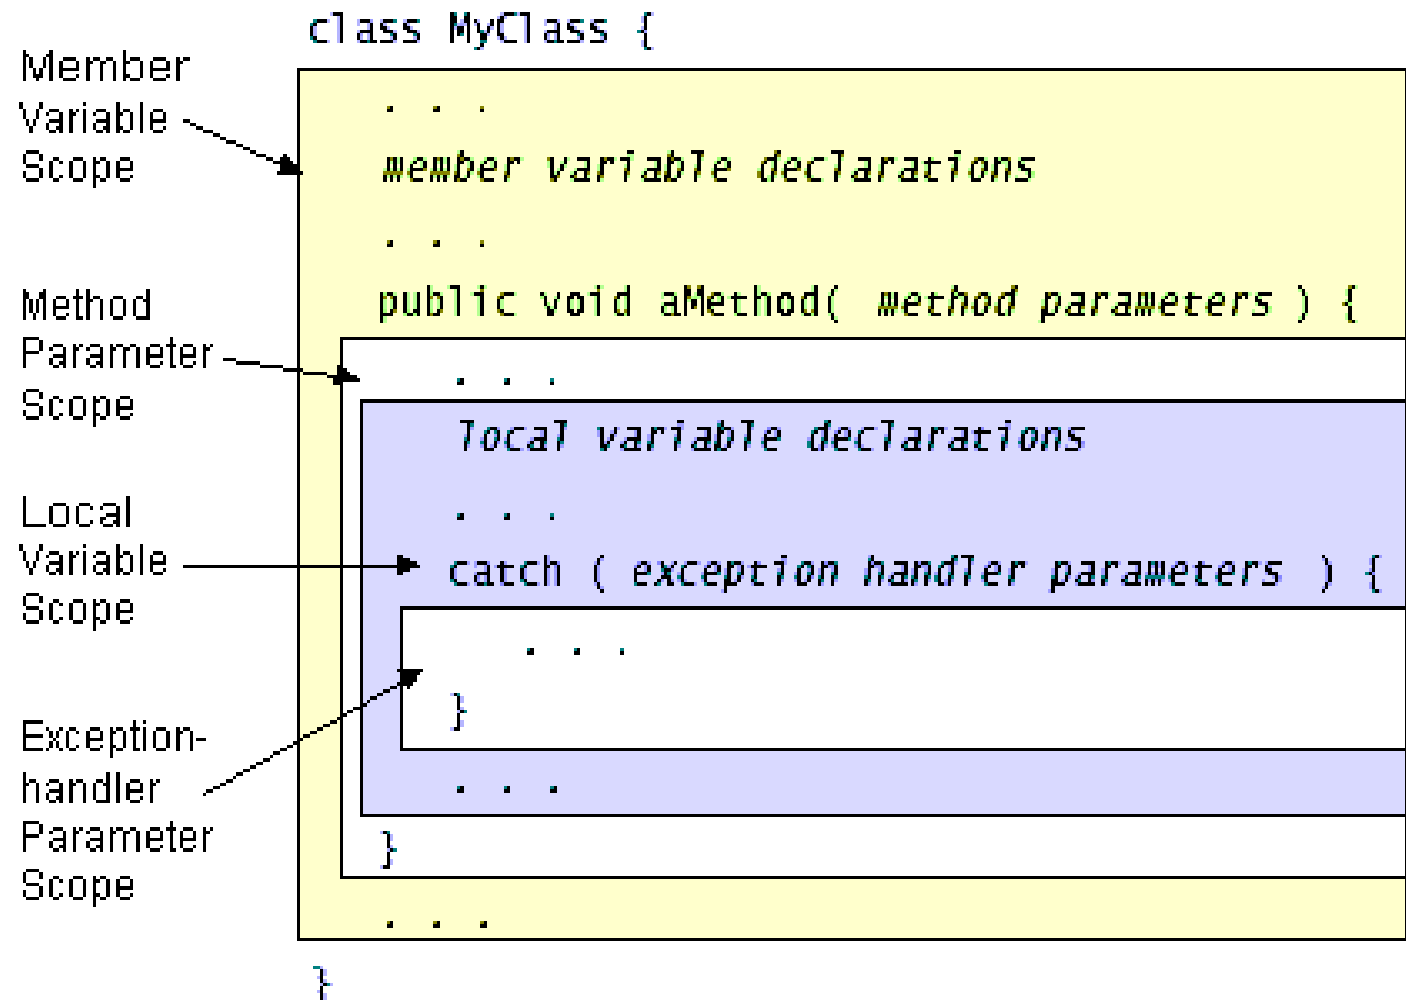 class MyClass {
Member
Variable
Scope
. . .
member variable declarations
. . .
public void aMethod( method parameters ) {
Method
Parameter
Scope
. . .
local variable declarations
. . .
Local
Variable
Scope
catch ( exception handler parameters ) {
. . .
}
Exception-
handler
Parameter
Scope
. . .
}
. . .
}